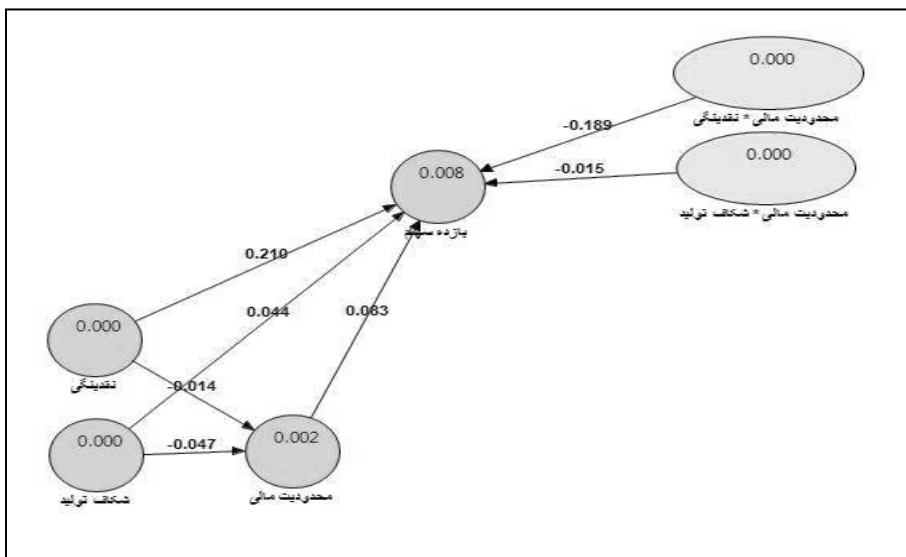 0.000
محدودیت مالی * نقدینگی
-0.189
0.000
-0.015
محدودیت مالی * شکاف تولید
0.008
بازده سهام
0.210
0.044
0.083
0.000
نقدینگی
-0.014
0.000
-0.047
0.002
شکاف تولید
محدودیت مالی